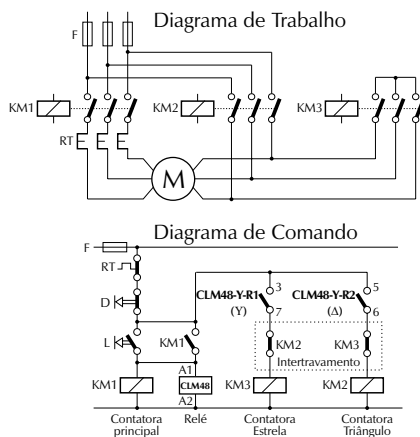 Diagrama de Trabalho
F
KM1
KM2
KM3
RT
M
Diagrama de Comando
F
RT
D
L
KM1
3
CLM48-Y-R1
(Y)
7
5
CLM48-Y-R2
(Δ)
6
KM2
KM3
Intertravamento
KM1
A1
CLM48
A2
KM3
KM2
Contatora
principal
Relé
Contatora
Estrela
Contatora
Triângulo